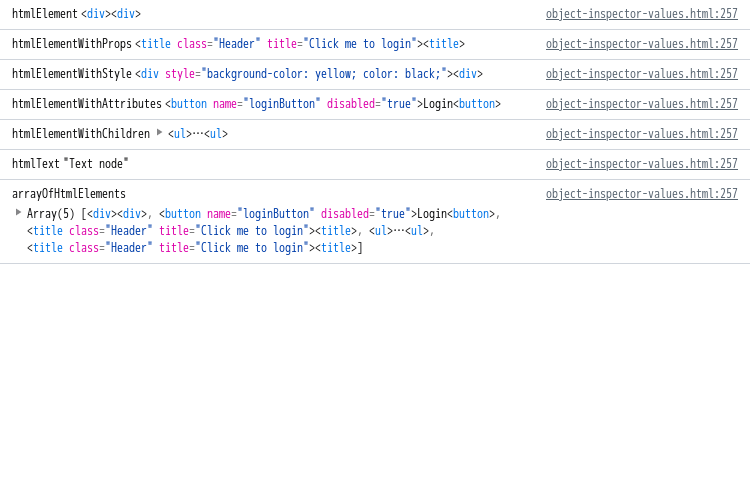 htmlElement <div><div> object-inspector-values.html:257
htmlElementWithProps <title class="Header" title="Click me to login"><title> object-inspector-values.html:257
htmlElementWithStyle <div style="background-color: yellow; color: black;"><div> object-inspector-values.html:257
htmlElementWithAttributes <button name="loginButton" disabled="true">Login<button> object-inspector-values.html:257
htmlElementWithChildren <ul>⋯<ul> object-inspector-values.html:257
htmlText "Text node" object-inspector-values.html:257
arrayOfHtmlElements object-inspector-values.html:257
Array(5) [<div><div>, <button name="loginButton" disabled="true">Login<button>,
<title class="Header" title="Click me to login"><title>, <ul>⋯<ul>,
<title class="Header" title="Click me to login"><title>]